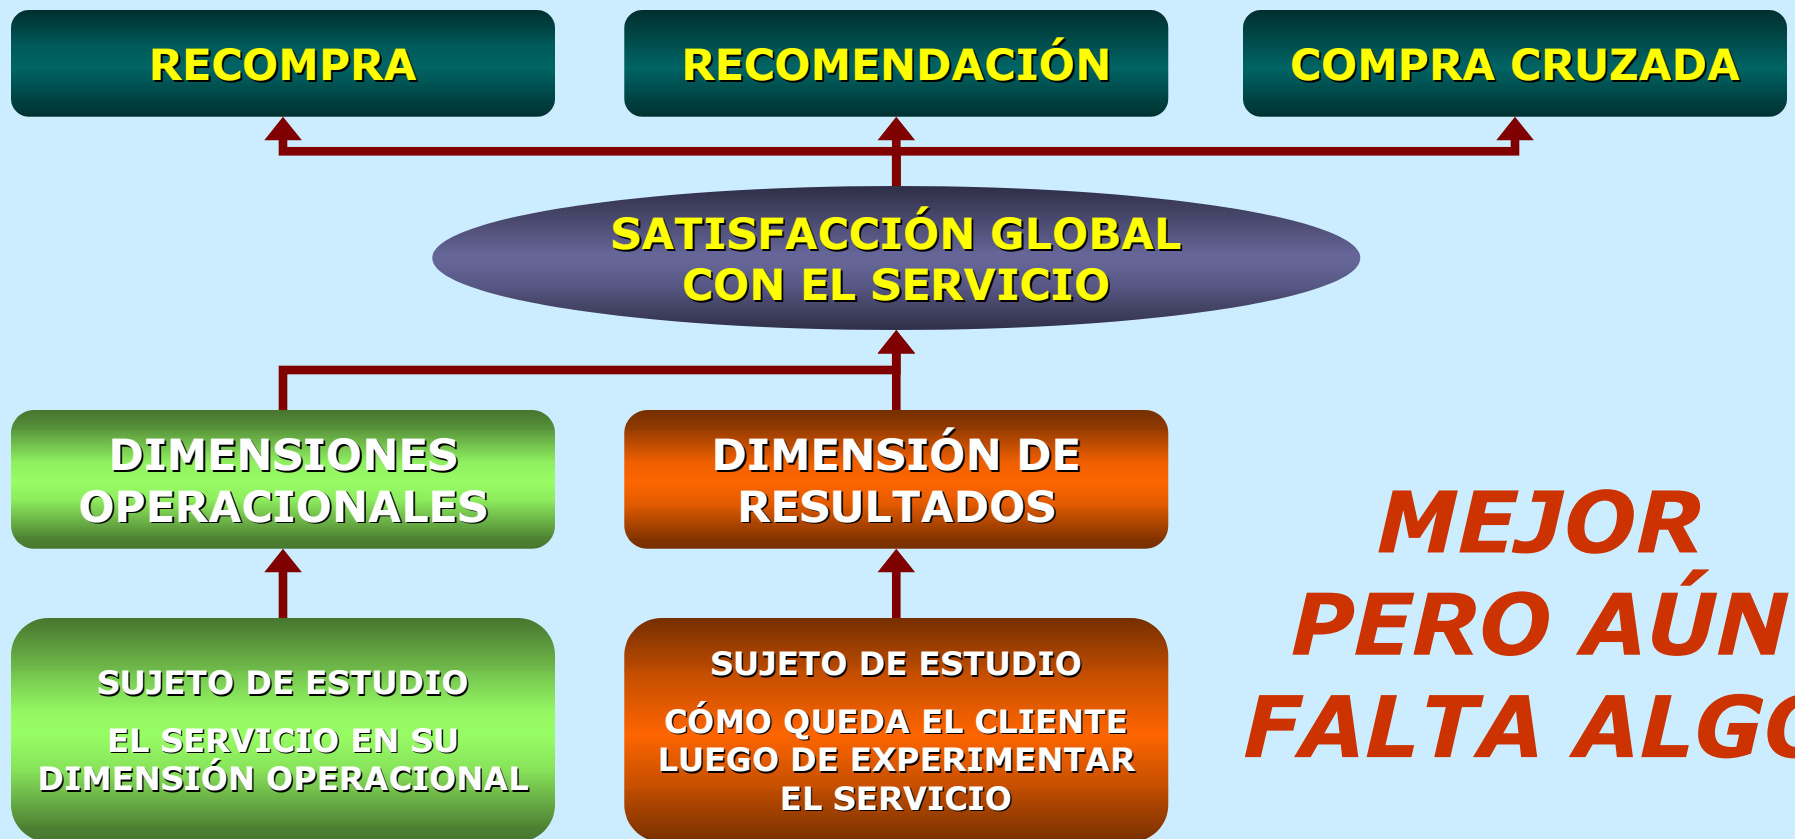 RECOMPRA
RECOMENDACIÓN
COMPRA CRUZADA
SATISFACCIÓN GLOBAL
CON EL SERVICIO
DIMENSIONES
OPERACIONALES
DIMENSIÓN DE
RESULTADOS
SUJETO DE ESTUDIO
EL SERVICIO EN SU
DIMENSIÓN OPERACIONAL
SUJETO DE ESTUDIO
CÓMO QUEDA EL CLIENTE
LUEGO DE EXPERIMENTAR
EL SERVICIO
MEJOR
PERO AÚN
FALTA ALGO